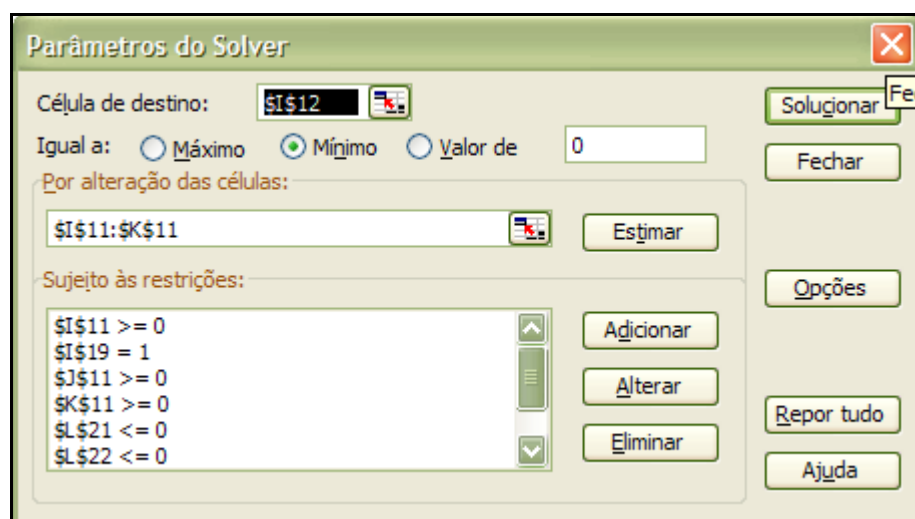 Parâmetros do Solver
Célula de destino: $I$12 Solucionar Fe
Igual a: Máximo Mínimo Valor de 0 Fechar
Por alteração das células:
$I$11:$K$11 Estimar
Sujeito às restrições: Opções
$I$11 >= 0 Adicionar
$I$19 = 1
$J$11 >= 0 Alterar
$K$11 >= 0 Repor tudo
$L$21 <= 0 Eliminar
$L$22 <= 0 Ajuda